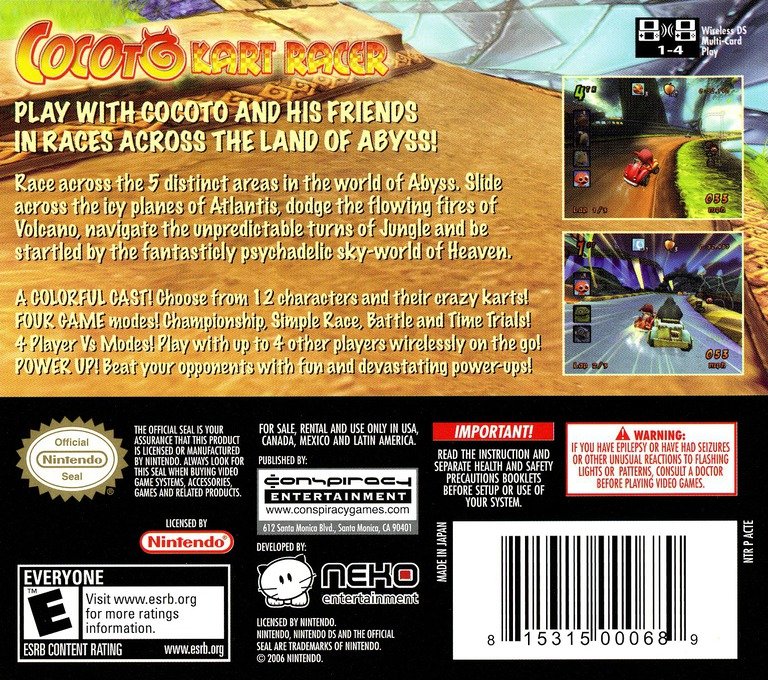 COCOTO KART RACER
Wireless DS
Multi-Card
Play
1-4
PLAY WITH COCOTO AND HIS FRIENDS
IN RACES ACROSS THE LAND OF ABYSS!
Race across the 5 distinct areas in the world of Abyss. Slide
across the icy planes of Atlantis, dodge the flowing fires of
Volcano, navigate the unpredictable turns of Jungle and be
startled by the fantasticly psychadelic sky-world of Heaven.
A COLORFUL CAST! Choose from 12 characters and their crazy karts!
FOUR GAME modes! Championship, Simple Race, Battle and Time Trials!
4 Player Vs Modes! Play with up to 4 other players wirelessly on the go!
POWER UP! Beat your opponents with fun and devastating power-ups!
Lap 1/3
033
mph
Lap 2/3
053
mph
Official
Nintendo
Seal
THE OFFICIAL SEAL IS YOUR
ASSURANCE THAT THIS PRODUCT
IS LICENSED OR MANUFACTURED
BY NINTENDO. ALWAYS LOOK FOR
THIS SEAL WHEN BUYING VIDEO
GAME SYSTEMS, ACCESSORIES,
GAMES AND RELATED PRODUCTS.
LICENSED BY
Nintendo
EVERYONE
E
TM
Visit www.esrb.org
for more ratings
information.
ESRB CONTENT RATING www.esrb.org
FOR SALE, RENTAL AND USE ONLY IN USA,
CANADA, MEXICO AND LATIN AMERICA.
PUBLISHED BY:
conspiracy
ENTERTAINMENT
www.conspiracygames.com
612 Santa Monica Blvd., Santa Monica, CA 90401
DEVELOPED BY:
NEKO
entertainment
LICENSED BY NINTENDO.
NINTENDO, NINTENDO DS AND THE OFFICIAL
SEAL ARE TRADEMARKS OF NINTENDO.
© 2006 NINTENDO.
IMPORTANT!
READ THE INSTRUCTION AND
SEPARATE HEALTH AND SAFETY
PRECAUTIONS BOOKLETS
BEFORE SETUP OR USE OF
YOUR SYSTEM.
WARNING:
IF YOU HAVE EPILEPSY OR HAVE HAD SEIZURES
OR OTHER UNUSUAL REACTIONS TO FLASHING
LIGHTS OR PATTERNS, CONSULT A DOCTOR
BEFORE PLAYING VIDEO GAMES.
MADE IN JAPAN
8 15315 00068 9
NTR P ACTE